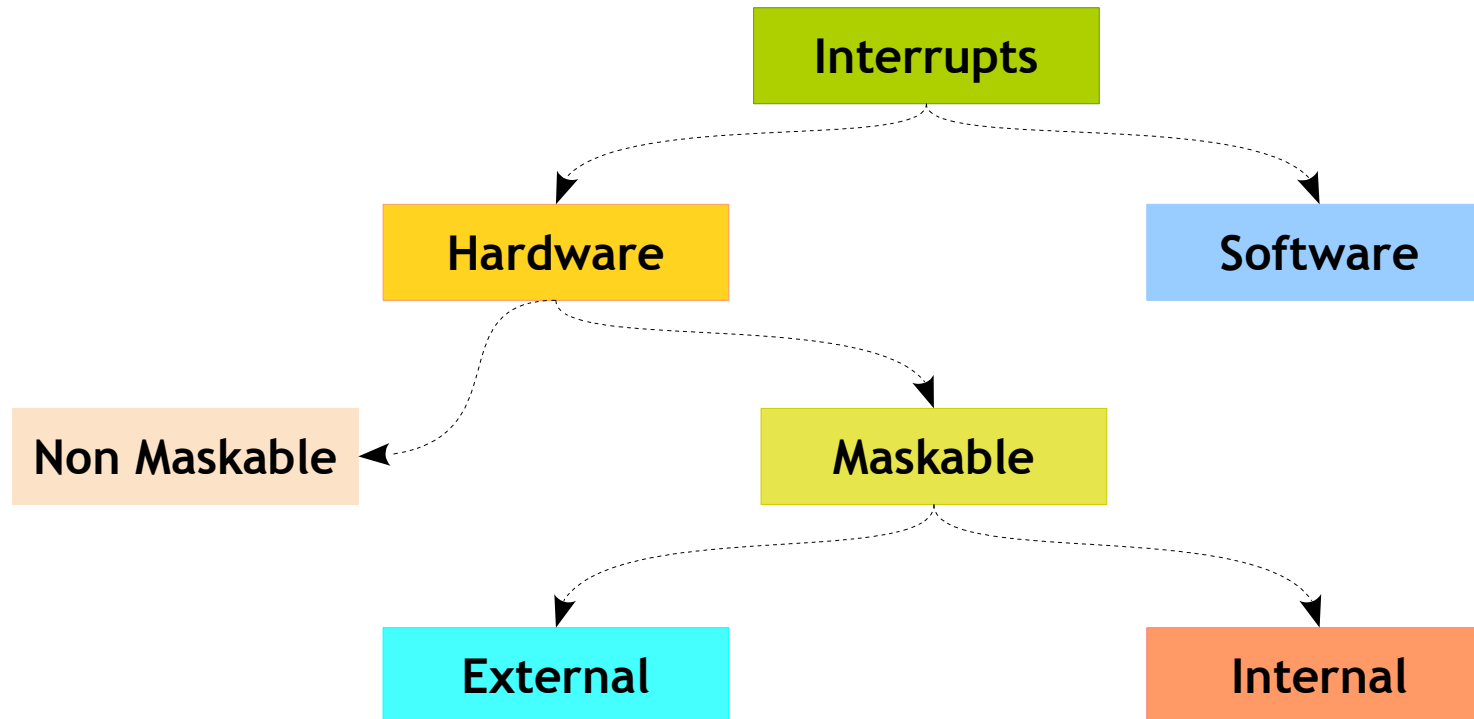 Interrupts
Hardware
Software
Non Maskable
Maskable
External
Internal